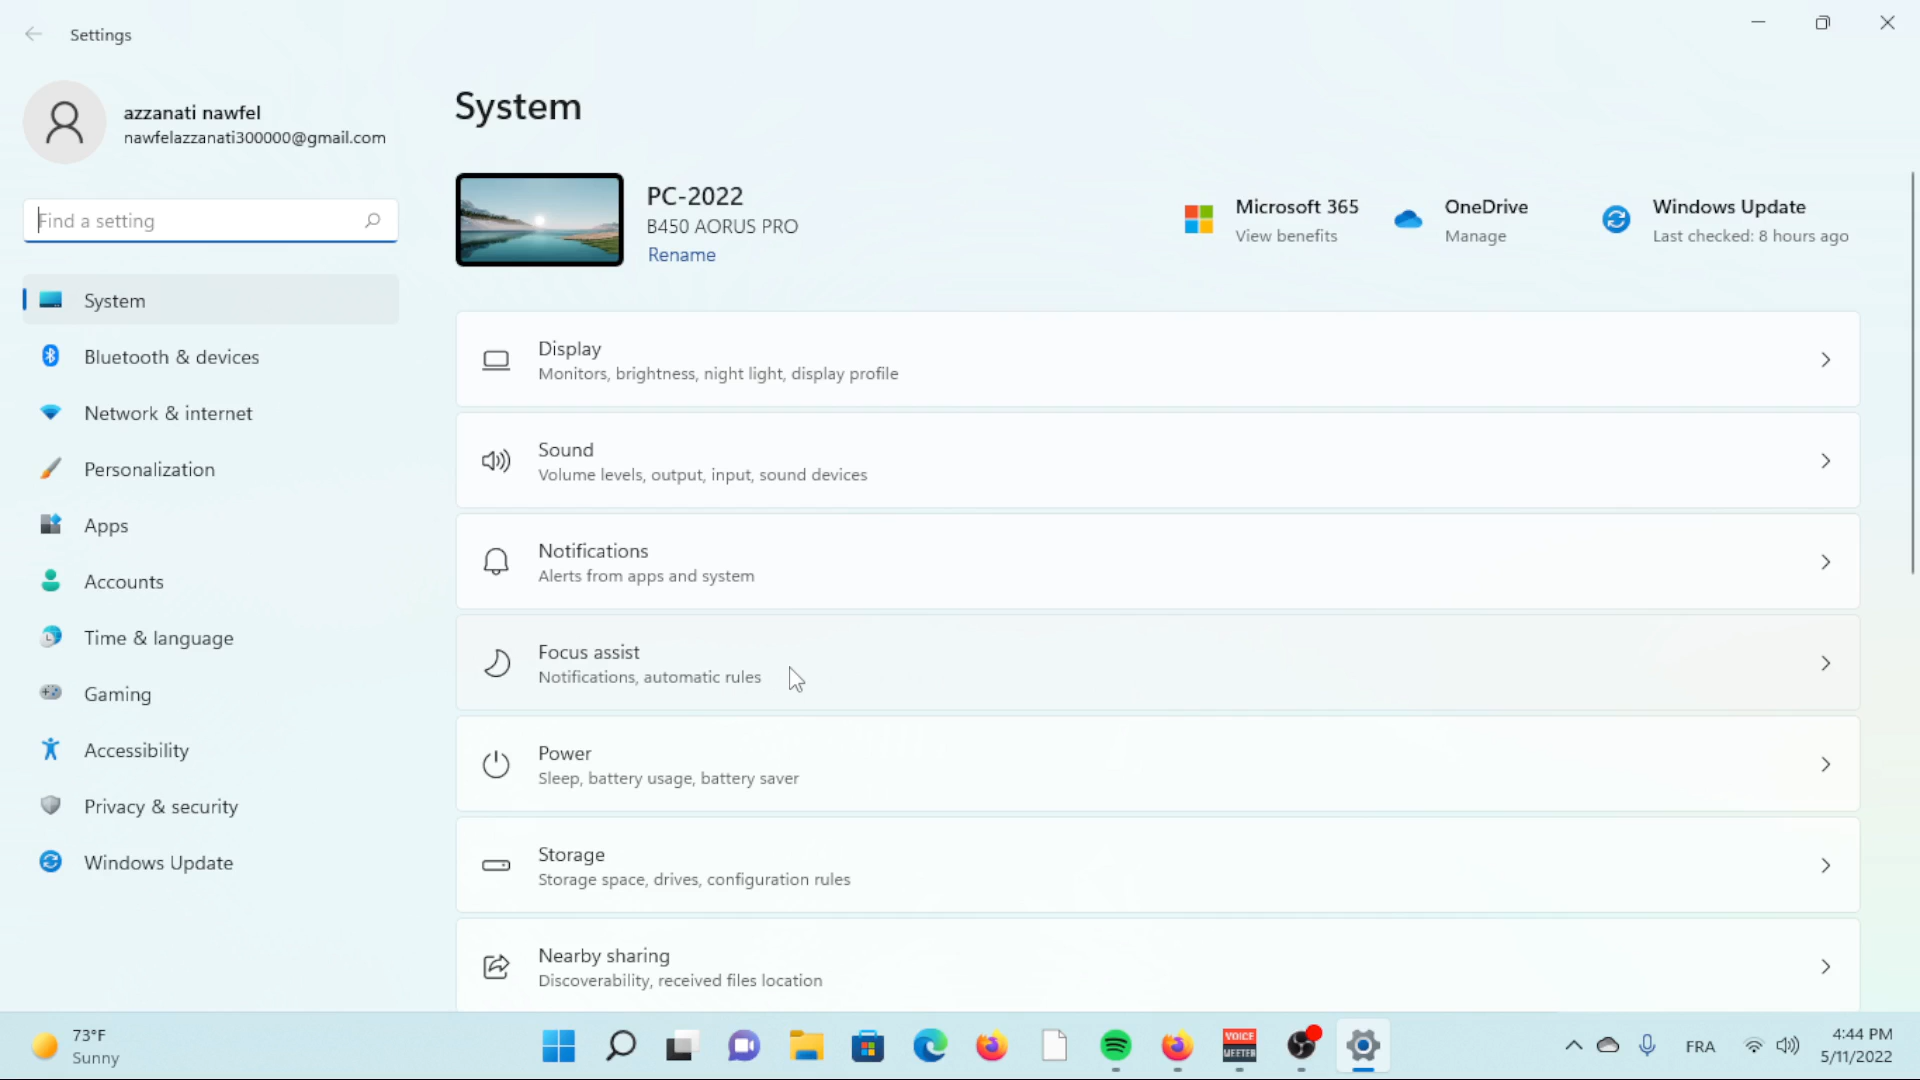 Settings
azzanati nawfel
nawfelazzanati300000@gmail.com
Find a setting
System
Bluetooth & devices
Network & internet
Personalization
Apps
Accounts
Time & language
Gaming
Accessibility
Privacy & security
Windows Update
System
PC-2022
B450 AORUS PRO
Rename
Microsoft 365
View benefits
OneDrive
Manage
Windows Update
Last checked: 8 hours ago
Display
Monitors, brightness, night light, display profile
Sound
Volume levels, output, input, sound devices
Notifications
Alerts from apps and system
Focus assist
Notifications, automatic rules
Power
Sleep, battery usage, battery saver
Storage
Storage space, drives, configuration rules
Nearby sharing
Discoverability, received files location
73°F
Sunny
VOICE
MEETER
FRA
4:44 PM
5/11/2022